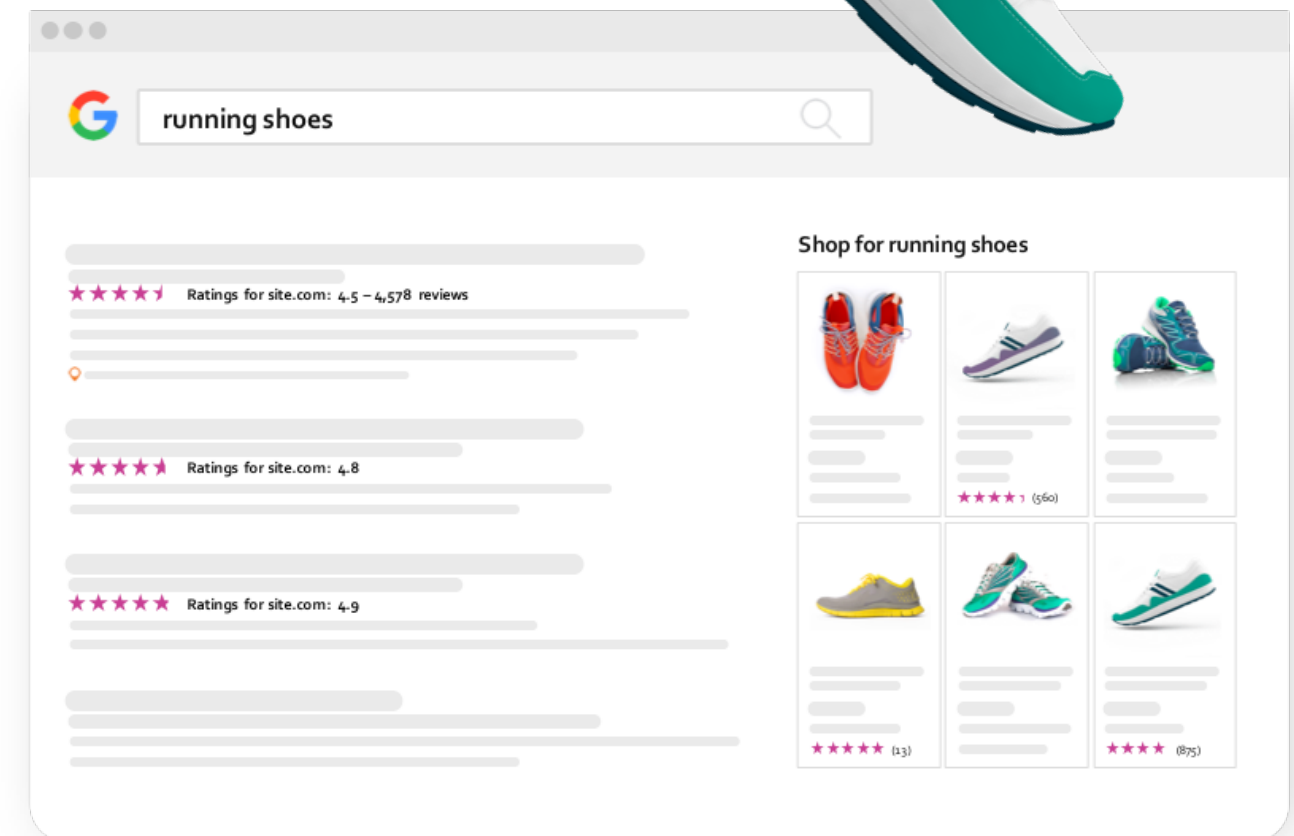 running shoes
Ratings for site.com: 4.5 – 4,578 reviews
Ratings for site.com: 4.8
Ratings for site.com: 4.9
Shop for running shoes
(560)
(13)
(875)